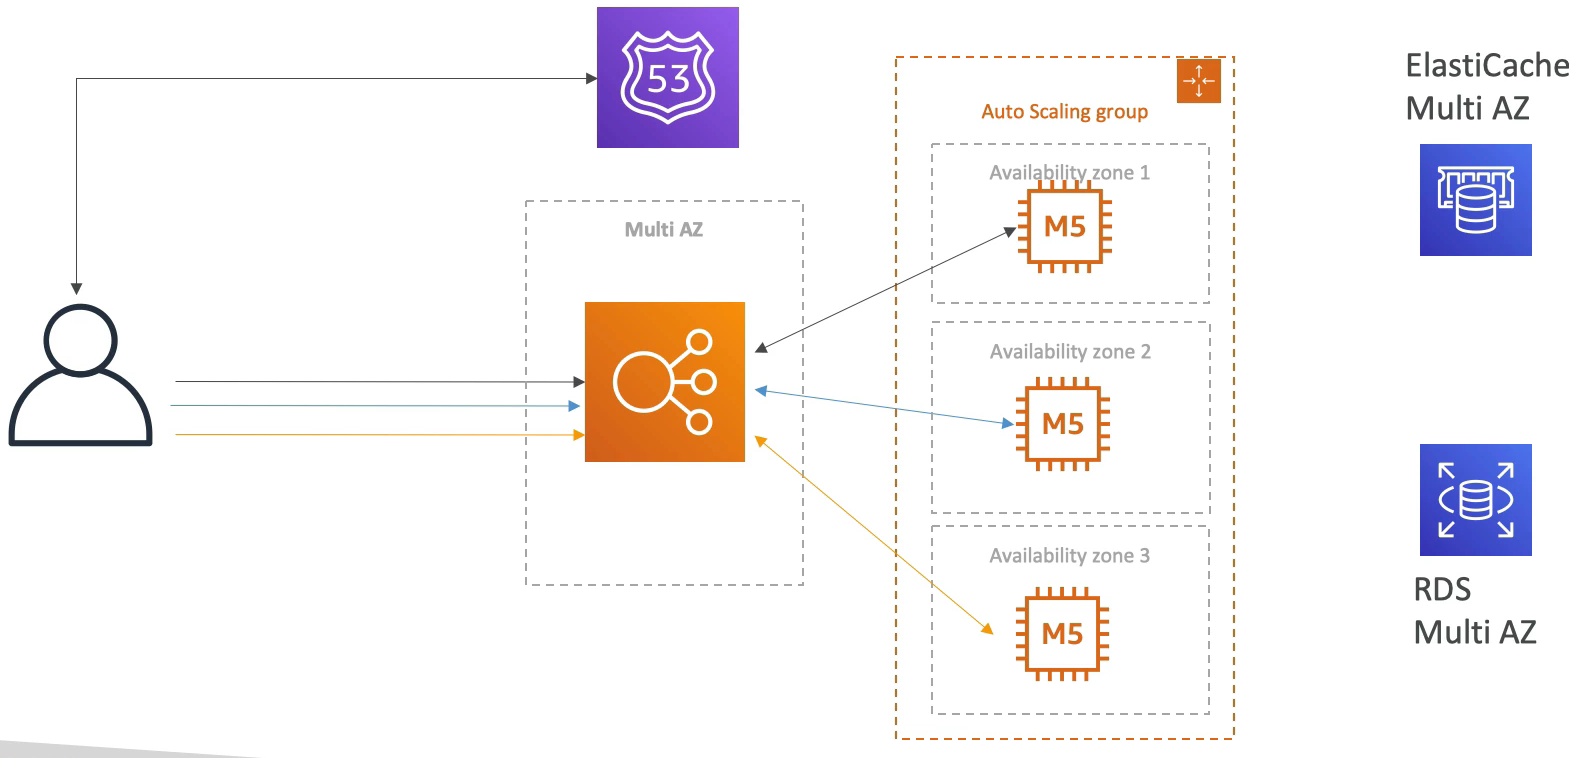 53
ElastiCache
Multi AZ
Auto Scaling group
Availability zone 1
M5
Multi AZ
Availability zone 2
M5
Availability zone 3
M5
RDS
Multi AZ